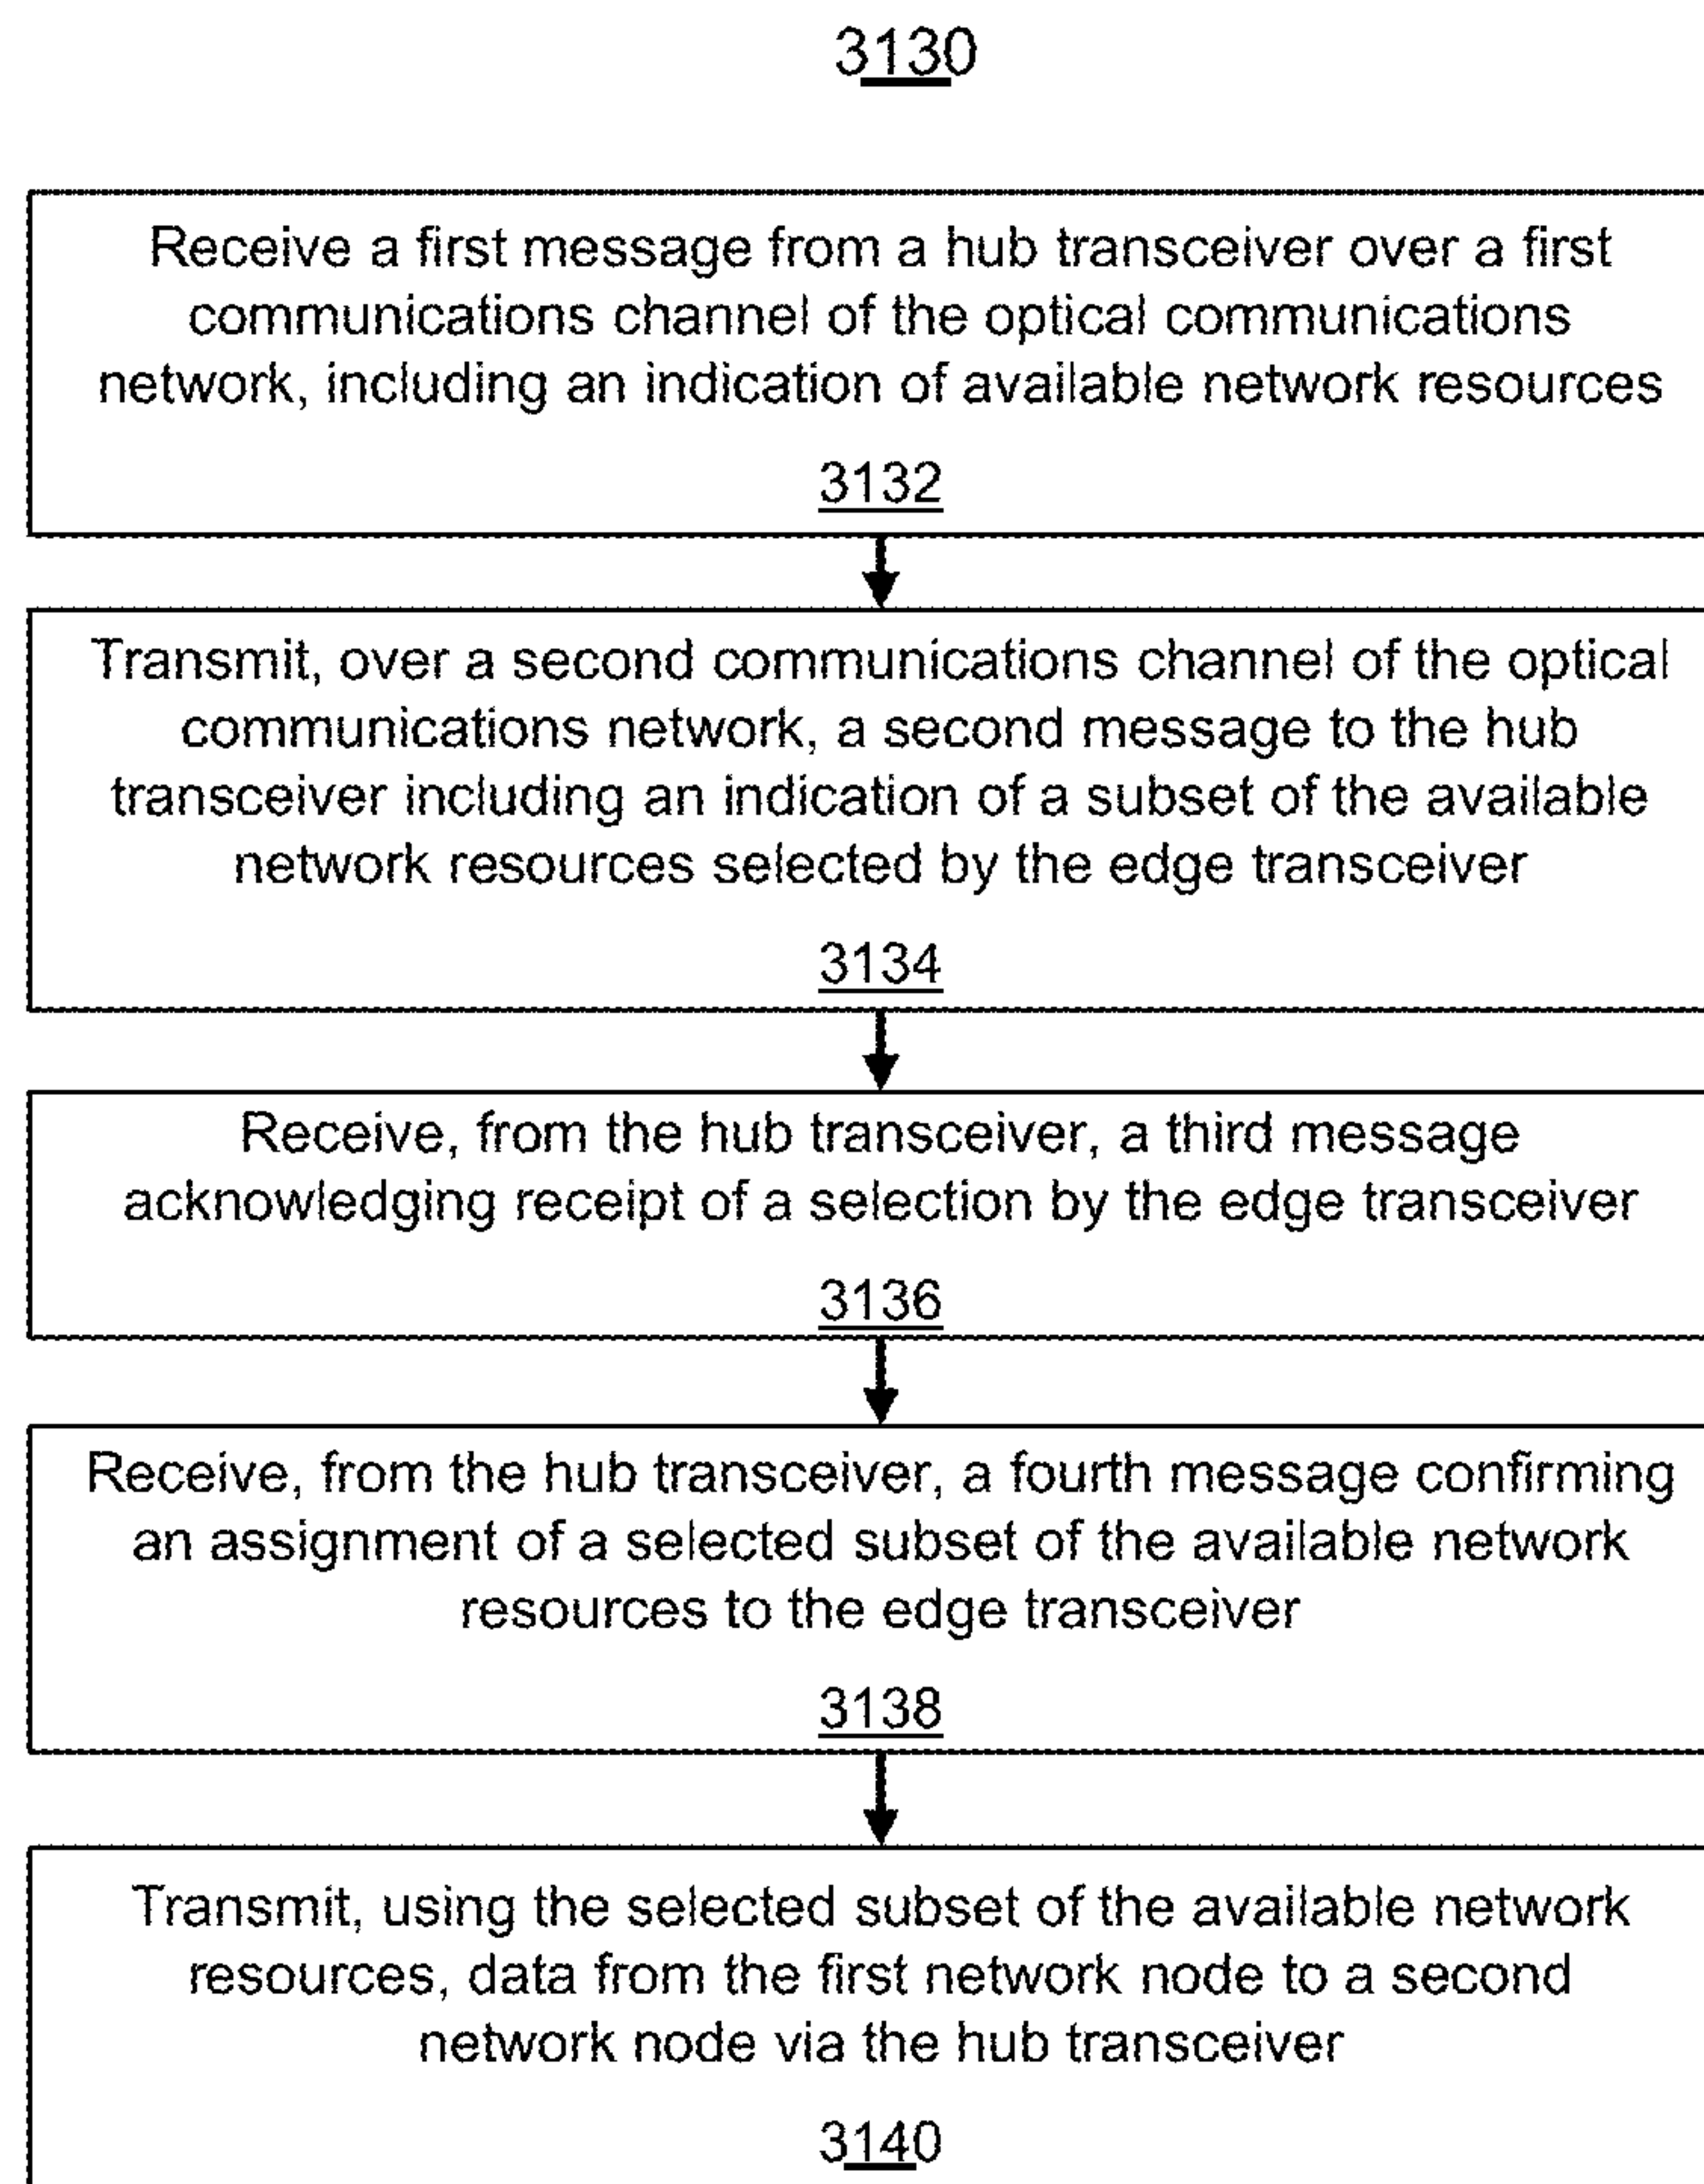 3130
Receive a first message from a hub transceiver over a first
communications channel of the optical communications
network, including an indication of available network resources
3132
Transmit, over a second communications channel of the optical
communications network, a second message to the hub
transceiver including an indication of a subset of the available
network resources selected by the edge transceiver
3134
Receive, from the hub transceiver, a third message
acknowledging receipt of a selection by the edge transceiver
3136
Receive, from the hub transceiver, a fourth message confirming
an assignment of a selected subset of the available network
resources to the edge transceiver
3138
Transmit, using the selected subset of the available network
resources, data from the first network node to a second
network node via the hub transceiver
3140